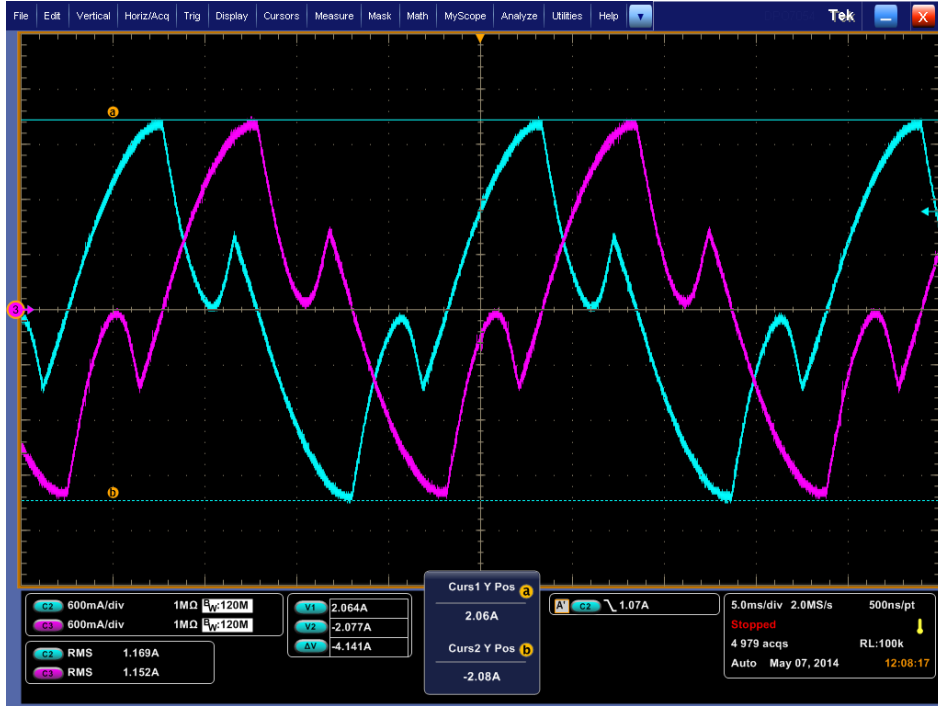 File Edit Vertical Horiz/Acq Trig Display Cursors Measure Mask Math MyScope Analyze Utilities Help Tek X
a
3
b
C2 600mA/div 1MΩ BW:120M
C3 600mA/div 1MΩ BW:120M
C2 RMS 1.169A
C3 RMS 1.152A
V1 2.064A
V2 -2.077A
ΔV -4.141A
Curs1 Y Pos a
2.06A
Curs2 Y Pos b
-2.08A
A' C2 1.07A
5.0ms/div 2.0MS/s 500ns/pt
Stopped
4 979 acqs RL:100k
Auto May 07, 2014 12:08:17